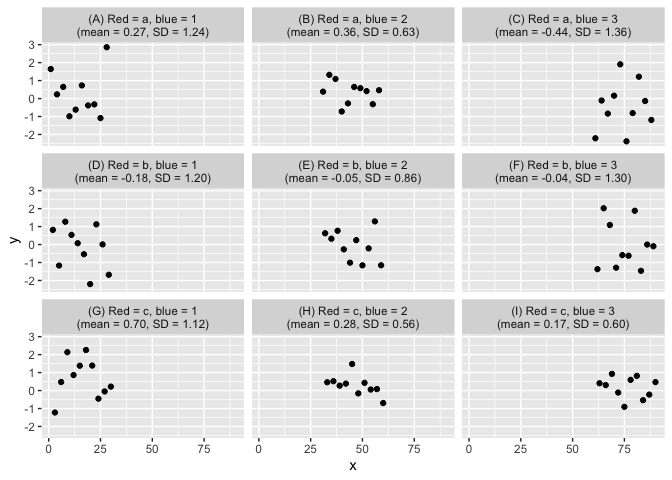 (A) Red = a, blue = 1
(mean = 0.27, SD = 1.24)
(B) Red = a, blue = 2
(mean = 0.36, SD = 0.63)
(C) Red = a, blue = 3
(mean = -0.44, SD = 1.36)
3
2
1
0
-1
-2
(D) Red = b, blue = 1
(mean = -0.18, SD = 1.20)
(E) Red = b, blue = 2
(mean = -0.05, SD = 0.86)
(F) Red = b, blue = 3
(mean = -0.04, SD = 1.30)
3
2
1
0
-1
-2
y
(G) Red = c, blue = 1
(mean = 0.70, SD = 1.12)
(H) Red = c, blue = 2
(mean = 0.28, SD = 0.56)
(I) Red = c, blue = 3
(mean = 0.17, SD = 0.60)
3
2
1
0
-1
-2
0 25 50 75 0 25 50 75 0 25 50 75
x